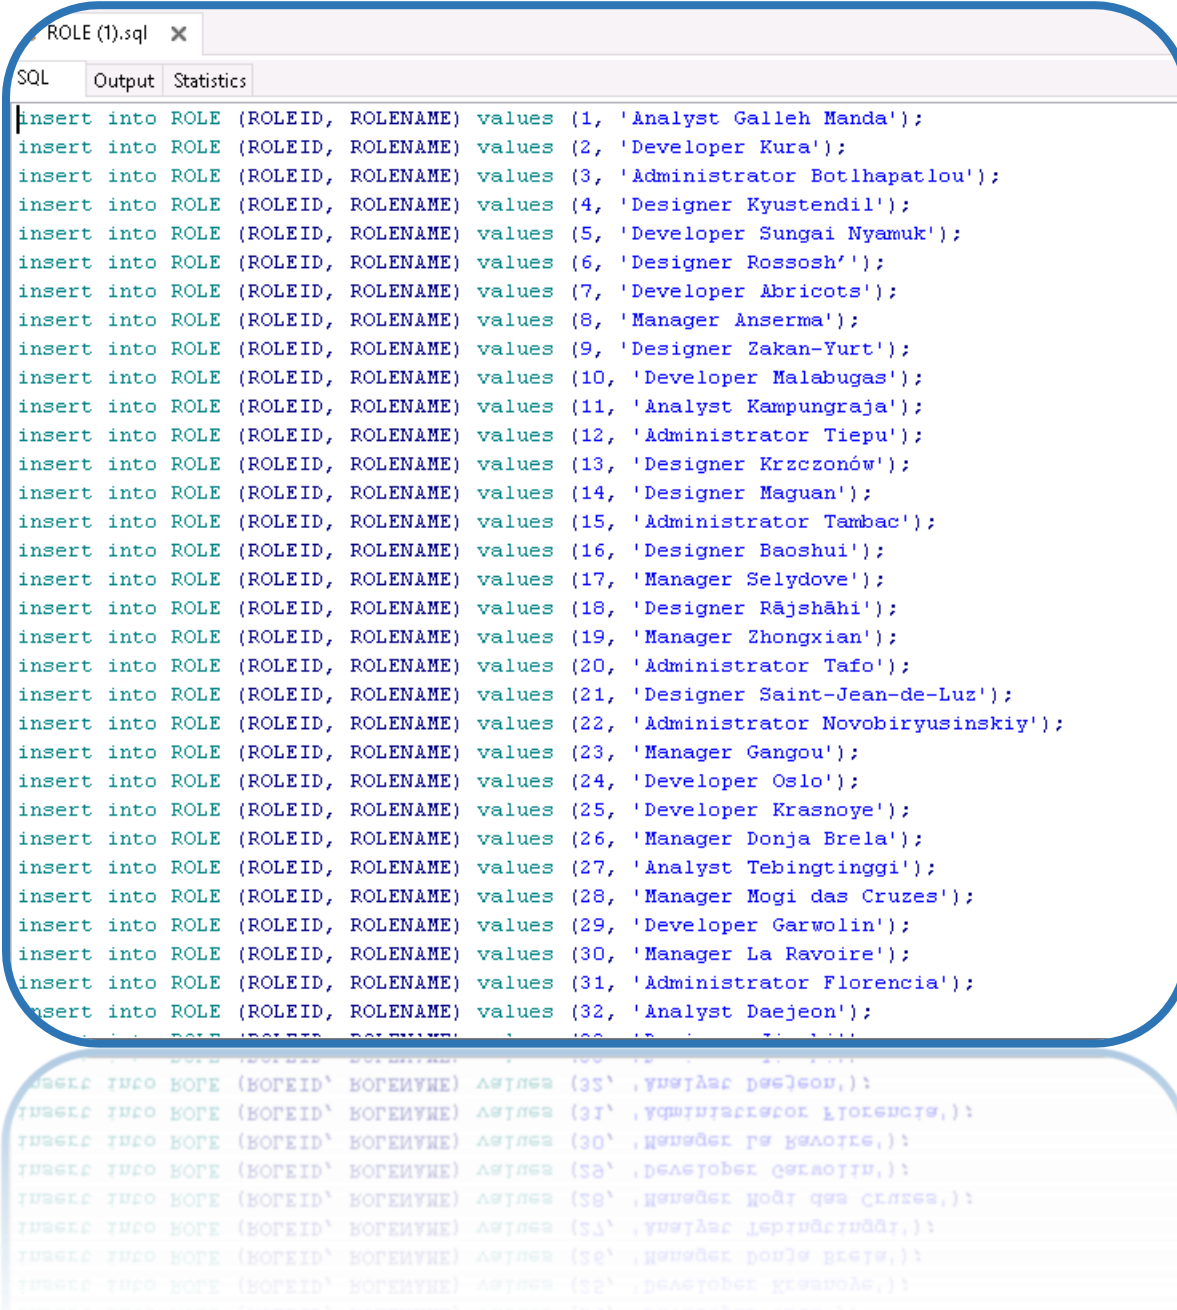 ROLE (1).sql
SQL Output Statistics
insert into ROLE (ROLEID, ROLENAME) values (1, 'Analyst Galleh Manda');
insert into ROLE (ROLEID, ROLENAME) values (2, 'Developer Kura');
insert into ROLE (ROLEID, ROLENAME) values (3, 'Administrator Botlhapatlou');
insert into ROLE (ROLEID, ROLENAME) values (4, 'Designer Kyustendil');
insert into ROLE (ROLEID, ROLENAME) values (5, 'Developer Sungai Nyamuk');
insert into ROLE (ROLEID, ROLENAME) values (6, 'Designer Rossosh’');
insert into ROLE (ROLEID, ROLENAME) values (7, 'Developer Abricots');
insert into ROLE (ROLEID, ROLENAME) values (8, 'Manager Anserma');
insert into ROLE (ROLEID, ROLENAME) values (9, 'Designer Zakan-Yurt');
insert into ROLE (ROLEID, ROLENAME) values (10, 'Developer Malabugas');
insert into ROLE (ROLEID, ROLENAME) values (11, 'Analyst Kampungraja');
insert into ROLE (ROLEID, ROLENAME) values (12, 'Administrator Tiepu');
insert into ROLE (ROLEID, ROLENAME) values (13, 'Designer Krzczonów');
insert into ROLE (ROLEID, ROLENAME) values (14, 'Designer Maguan');
insert into ROLE (ROLEID, ROLENAME) values (15, 'Administrator Tambac');
insert into ROLE (ROLEID, ROLENAME) values (16, 'Designer Baoshui');
insert into ROLE (ROLEID, ROLENAME) values (17, 'Manager Selydove');
insert into ROLE (ROLEID, ROLENAME) values (18, 'Designer Rājshāhi');
insert into ROLE (ROLEID, ROLENAME) values (19, 'Manager Zhongxian');
insert into ROLE (ROLEID, ROLENAME) values (20, 'Administrator Tafo');
insert into ROLE (ROLEID, ROLENAME) values (21, 'Designer Saint-Jean-de-Luz');
insert into ROLE (ROLEID, ROLENAME) values (22, 'Administrator Novobiryusinskiy');
insert into ROLE (ROLEID, ROLENAME) values (23, 'Manager Gangou');
insert into ROLE (ROLEID, ROLENAME) values (24, 'Developer Oslo');
insert into ROLE (ROLEID, ROLENAME) values (25, 'Developer Krasnoye');
insert into ROLE (ROLEID, ROLENAME) values (26, 'Manager Donja Brela');
insert into ROLE (ROLEID, ROLENAME) values (27, 'Analyst Tebingtinggi');
insert into ROLE (ROLEID, ROLENAME) values (28, 'Manager Mogi das Cruzes');
insert into ROLE (ROLEID, ROLENAME) values (29, 'Developer Garwolin');
insert into ROLE (ROLEID, ROLENAME) values (30, 'Manager La Ravoire');
insert into ROLE (ROLEID, ROLENAME) values (31, 'Administrator Florencia');
insert into ROLE (ROLEID, ROLENAME) values (32, 'Analyst Daejeon');